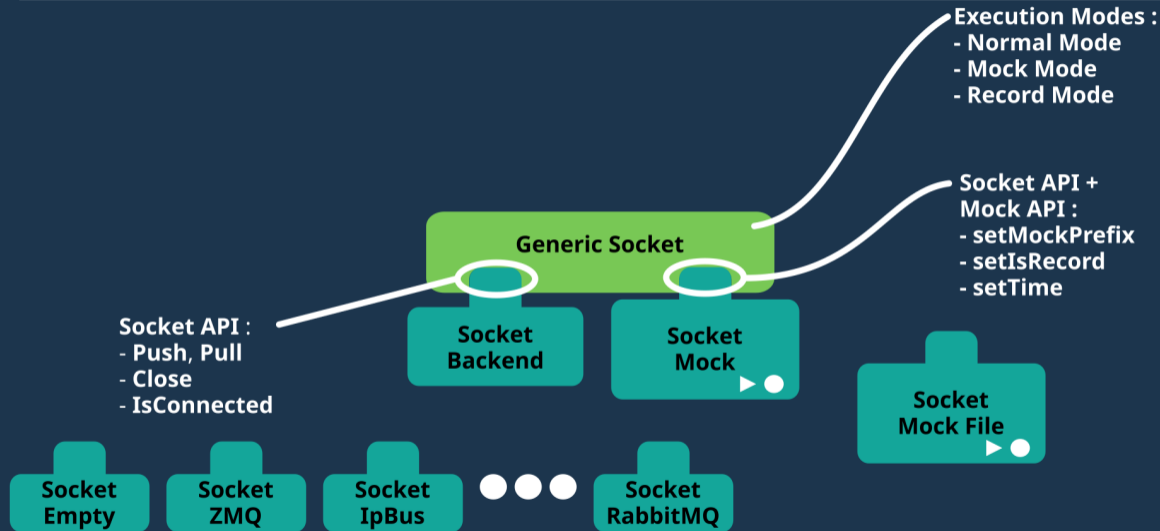 Execution Modes :
- Normal Mode
- Mock Mode
- Record Mode
Socket API +
Mock API :
- setMockPrefix
- setIsRecord
- setTime
Generic Socket
Socket API :
- Push, Pull
- Close
- IsConnected
Socket
Backend
Socket
Mock
Socket
Mock File
Socket
Empty
Socket
ZMQ
Socket
IpBus
Socket
RabbitMQ